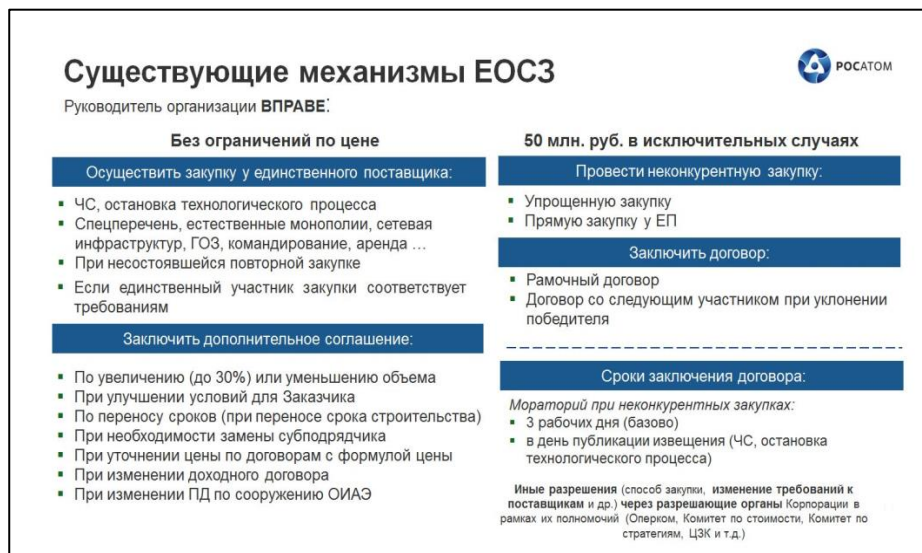 Существующие механизмы ЕОСЗ
РОСАТОМ
Руководитель организации ВПРАВЕ:
Без ограничений по цене
Осуществить закупку у единственного поставщика:
ЧС, остановка технологического процесса
Спецперечень, естественные монополии, сетевая
инфраструктур, ГОЗ, командирование, аренда ...
При несостоявшейся повторной закупке
Если единственный участник закупки соответствует
требованиям
Заключить дополнительное соглашение:
По увеличению (до 30%) или уменьшению объема
При улучшении условий для Заказчика
По переносу сроков (при переносе срока строительства)
При необходимости замены субподрядчика
При уточнении цены по договорам с формулой цены
При изменении доходного договора
При изменении ПД по сооружению ОИАЭ
50 млн. руб. в исключительных случаях
Провести неконкурентную закупку:
Упрощенную закупку
Прямую закупку у ЕП
Заключить договор:
Рамочный договор
Договор со следующим участником при уклонении
победителя
Сроки заключения договора:
Мораторий при неконкурентных закупках:
3 рабочих дня (базово)
в день публикации извещения (ЧС, остановка
технологического процесса)
Иные разрешения (способ закупки, изменение требований к
поставщикам и др.) через разрешающие органы Корпорации в
рамках их полномочий (Оперком, Комитет по стоимости, Комитет по
стратегиям, ЦЗК и т.д.)